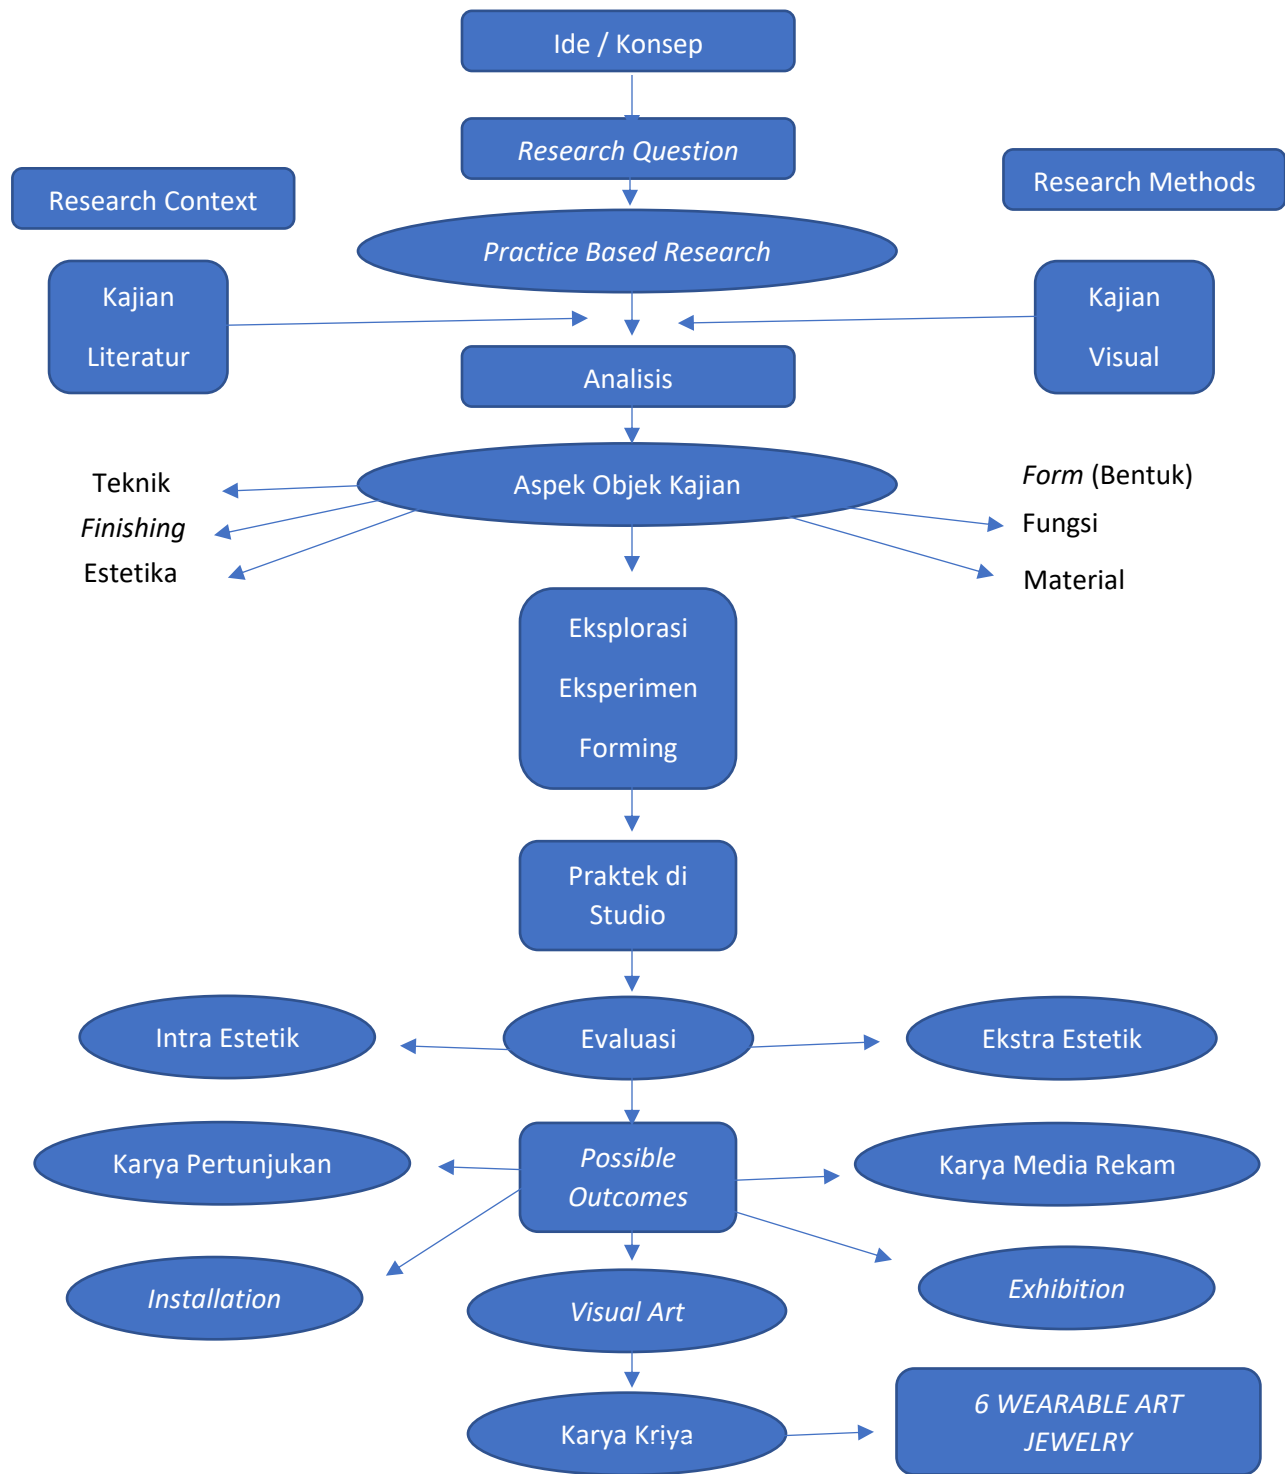 Ide / Konsep
Research Question
Research Context
Research Methods
Practice Based Research
Kajian
Literatur
Kajian
Visual
Analisis
Aspek Objek Kajian
Teknik
Finishing
Estetika
Form (Bentuk)
Fungsi
Material
Eksplorasi
Eksperimen
Forming
Praktek di
Studio
Intra Estetik
Evaluasi
Ekstra Estetik
Karya Pertunjukan
Possible
Outcomes
Karya Media Rekam
Installation
Visual Art
Exhibition
Karya Kriya
6 WEARABLE ART
JEWELRY